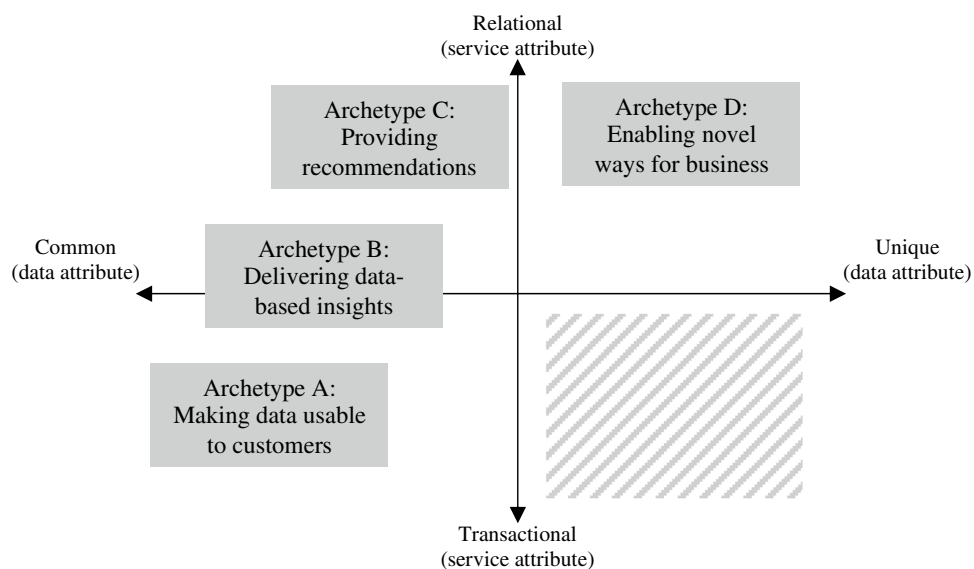 Relational
(service attribute)
Archetype C:
Providing
recommendations
Archetype D:
Enabling novel
ways for business
Common
(data attribute)
Archetype B:
Delivering data-
based insights
Unique
(data attribute)
Archetype A:
Making data usable
to customers
Transactional
(service attribute)